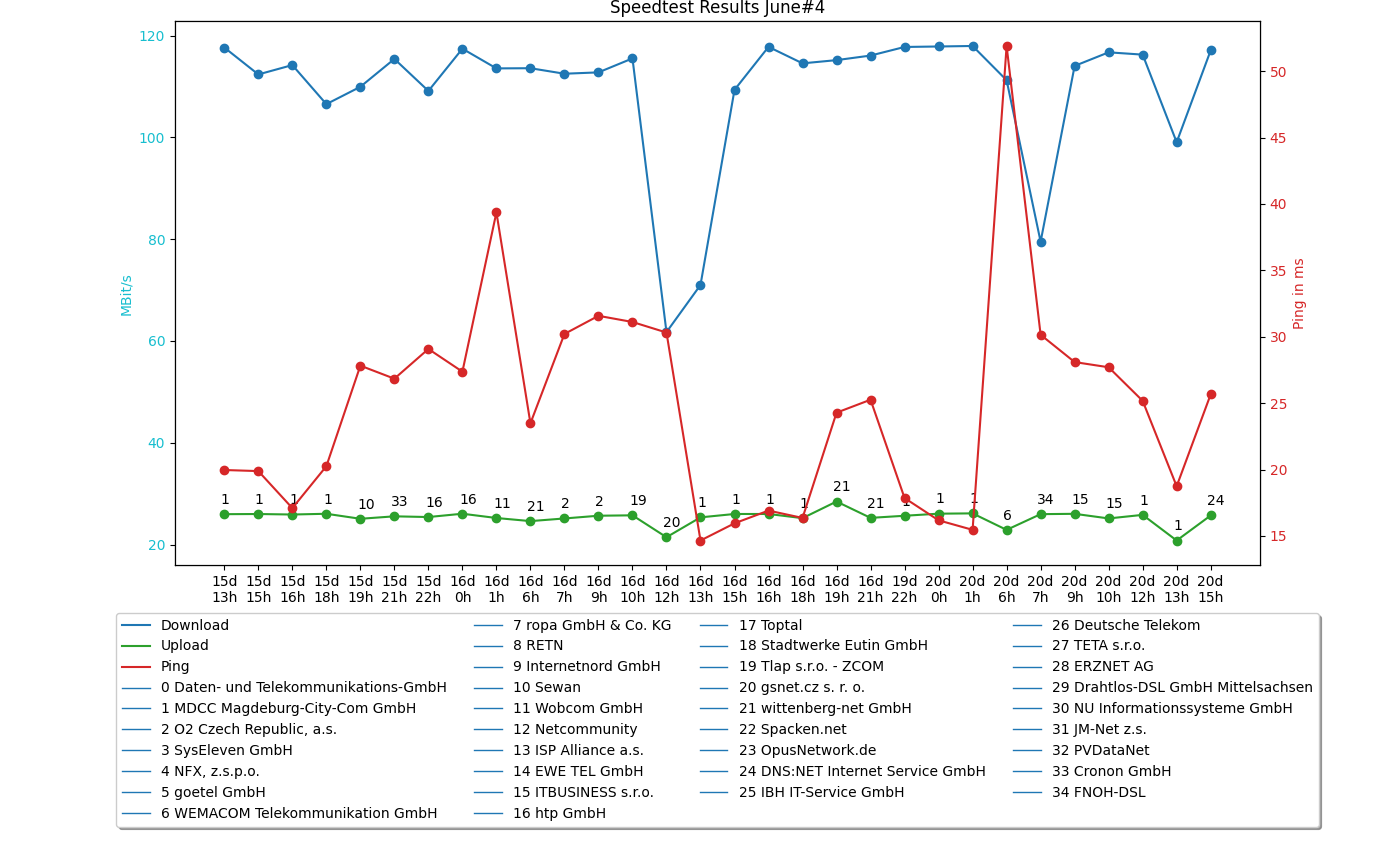 Speedtest Results June#4
120
100
80
60
40
20
MBit/s
50
45
40
35
30
25
20
15
Ping in ms
1 1 1 1 10 33 16 16 11 21 2 2 19 20 1 1 1 1 21 21 1 1 1 6 34 15 15 1 1 24
15d 15d 15d 15d 15d 15d 15d 16d 16d 16d 16d 16d 16d 16d 16d 16d 16d 16d 16d 16d 19d 20d 20d 20d 20d 20d 20d 20d 20d 20d
13h 15h 16h 18h 19h 21h 22h 0h 1h 6h 7h 9h 10h 12h 13h 15h 16h 18h 19h 21h 22h 0h 1h 6h 7h 9h 10h 12h 13h 15h
Download
Upload
Ping
0 Daten- und Telekommunikations-GmbH
1 MDCC Magdeburg-City-Com GmbH
2 O2 Czech Republic, a.s.
3 SysEleven GmbH
4 NFX, z.s.p.o.
5 goetel GmbH
6 WEMACOM Telekommunikation GmbH
7 ropa GmbH & Co. KG
8 RETN
9 Internetnord GmbH
10 Sewan
11 Wobcom GmbH
12 Netcommunity
13 ISP Alliance a.s.
14 EWE TEL GmbH
15 ITBUSINESS s.r.o.
16 htp GmbH
17 Toptal
18 Stadtwerke Eutin GmbH
19 Tlap s.r.o. - ZCOM
20 gsnet.cz s. r. o.
21 wittenberg-net GmbH
22 Spacken.net
23 OpusNetwork.de
24 DNS:NET Internet Service GmbH
25 IBH IT-Service GmbH
26 Deutsche Telekom
27 TETA s.r.o.
28 ERZNET AG
29 Drahtlos-DSL GmbH Mittelsachsen
30 NU Informationssysteme GmbH
31 JM-Net z.s.
32 PVDataNet
33 Cronon GmbH
34 FNOH-DSL